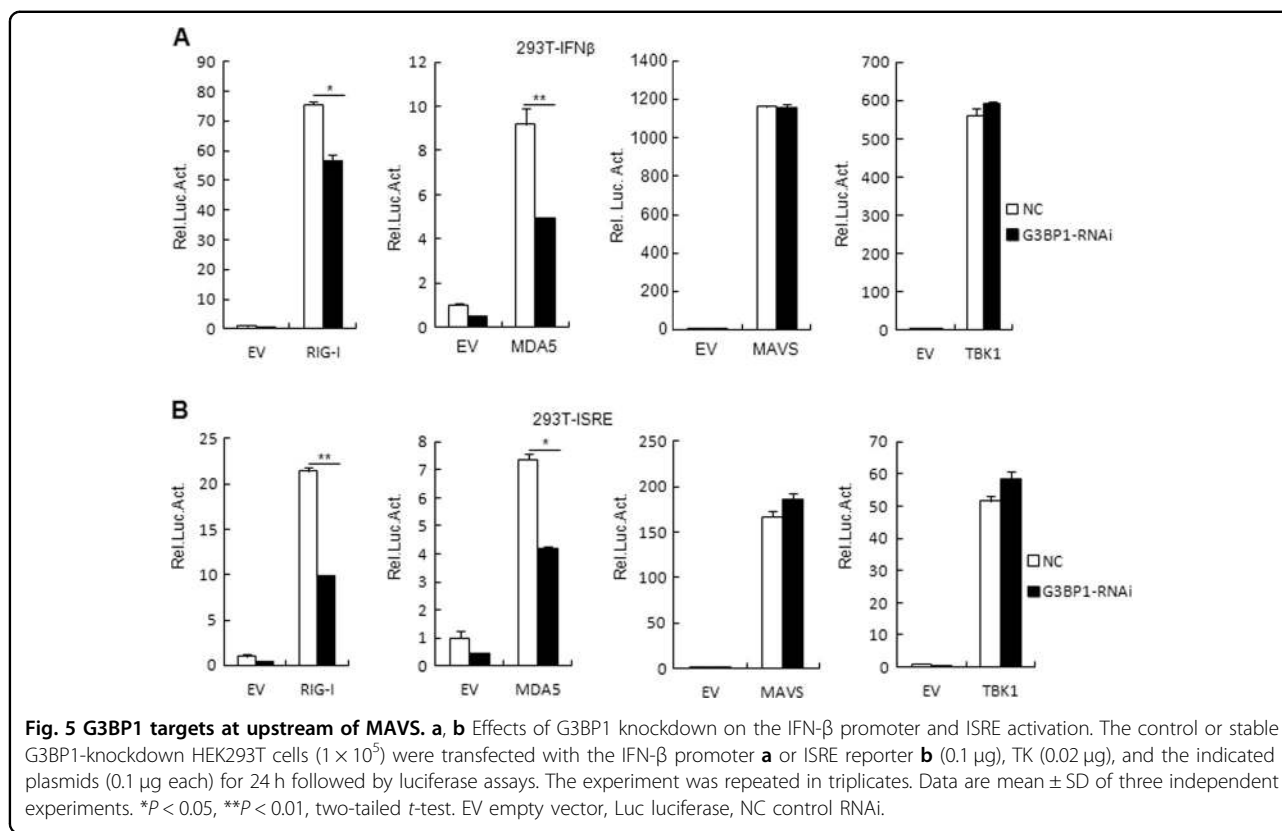 A
293T-IFNβ
Rel.Luc.Act.
90
80
70
60
50
40
30
20
10
0
*
EV RIG-I
Rel.Luc.Act.
12
10
8
6
4
2
0
**
EV MDA5
Rel. Luc. Act.
1400
1200
1000
800
600
400
200
0
EV MAVS
Rel.Luc.Act.
700
600
500
400
300
200
100
0
EV TBK1
NC
G3BP1-RNAi
B
293T-ISRE
Rel.Luc.Act.
25
20
15
10
5
0
**
EV RIG-I
Rel.Luc.Act.
8
7
6
5
4
3
2
1
0
*
EV MDA5
Rel.Luc.Act.
250
200
150
100
50
0
EV MAVS
Rel.Luc.Act.
70
60
50
40
30
20
10
0
EV TBK1
NC
G3BP1-RNAi
Fig. 5 G3BP1 targets at upstream of MAVS. a, b Effects of G3BP1 knockdown on the IFN-β promoter and ISRE activation. The control or stable
G3BP1-knockdown HEK293T cells (1 × 10⁵) were transfected with the IFN-β promoter a or ISRE reporter b (0.1 μg), TK (0.02 μg), and the indicated
plasmids (0.1 μg each) for 24 h followed by luciferase assays. The experiment was repeated in triplicates. Data are mean ± SD of three independent
experiments. *P < 0.05, **P < 0.01, two-tailed t-test. EV empty vector, Luc luciferase, NC control RNAi.